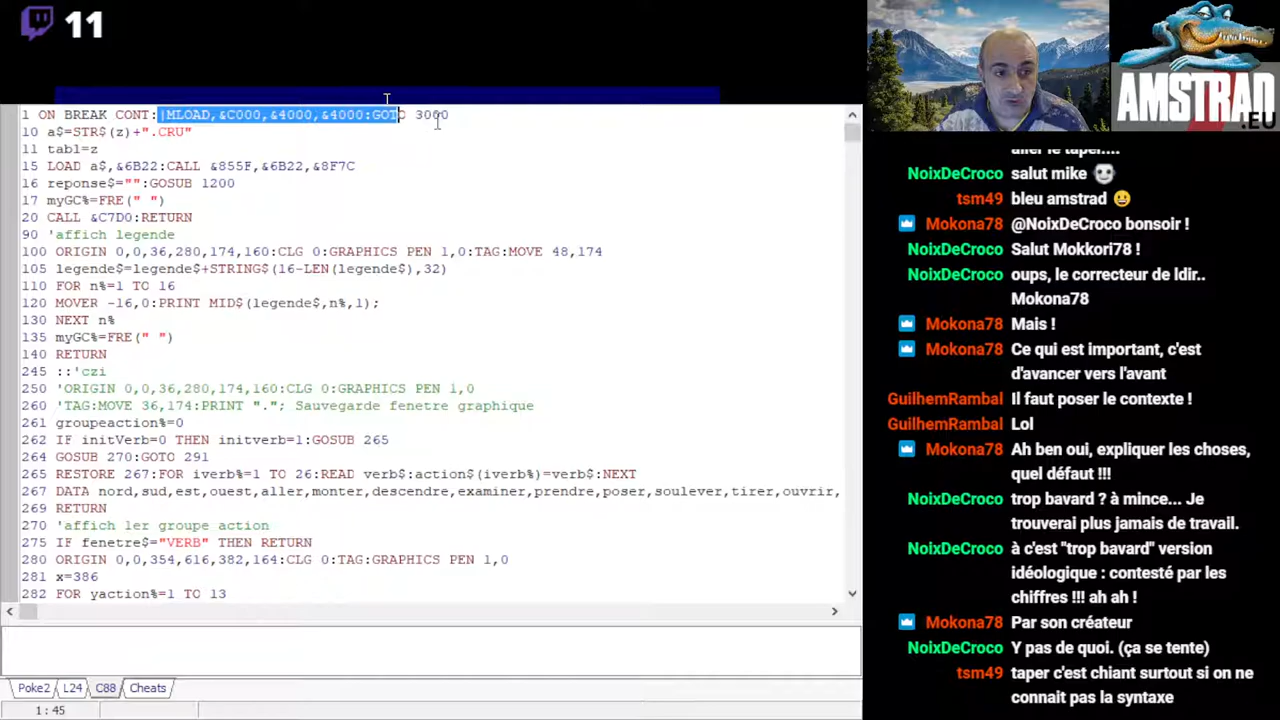 11
1 ON BREAK CONT:|MLOAD,&C000,&4000,&4000:GOTO 3000
10 a$=STR$(z)+".CRU"
11 tabl=z
15 LOAD a$,&6B22:CALL &855F,&6B22,&8F7C
16 reponse$="":GOSUB 1200
17 myGC%=FRE(" ")
20 CALL &C7D0:RETURN
90 'affich legende
100 ORIGIN 0,0,36,280,174,160:CLG 0:GRAPHICS PEN 1,0:TAG:MOVE 48,174
105 legende$=legende$+STRING$(16-LEN(legende$),32)
110 FOR n%=1 TO 16
120 MOVER -16,0:PRINT MID$(legende$,n%,1);
130 NEXT n%
135 myGC%=FRE(" ")
140 RETURN
245 ::'czi
250 'ORIGIN 0,0,36,280,174,160:CLG 0:GRAPHICS PEN 1,0
260 'TAG:MOVE 36,174:PRINT "."; Sauvegarde fenetre graphique
261 groupeaction%=0
262 IF initVerb=0 THEN initverb=1:GOSUB 265
264 GOSUB 270:GOTO 291
265 RESTORE 267:FOR iverb%=1 TO 26:READ verb$:action$(iverb%)=verb$:NEXT
267 DATA nord,sud,est,ouest,aller,monter,descendre,examiner,prendre,poser,soulever,tirer,ouvrir,
269 RETURN
270 'affich 1er groupe action
275 IF fenetre$="VERB" THEN RETURN
280 ORIGIN 0,0,354,616,382,164:CLG 0:TAG:GRAPHICS PEN 1,0
281 x=386
282 FOR yaction%=1 TO 13
Poke2 L24 C88 Cheats
1: 45
AMSTRAD
.EU
aller le taper....
NoixDeCroco salut mike
tsm49 bleu amstrad
Mokona78 @NoixDeCroco bonsoir !
NoixDeCroco Salut Mokkori78 !
NoixDeCroco oups, le correcteur de ldir..
Mokona78
Mokona78 Mais !
Mokona78 Ce qui est important, c'est
d'avancer vers l'avant
GuilhemRambal Il faut poser le contexte !
GuilhemRambal Lol
Mokona78 Ah ben oui, expliquer les choses,
quel défaut !!!
NoixDeCroco trop bavard ? à mince... Je
trouverai plus jamais de travail.
NoixDeCroco à c'est "trop bavard" version
idéologique : contesté par les
chiffres !!! ah ah !
Mokona78 Par son créateur
NoixDeCroco Y pas de quoi. (ça se tente)
tsm49 taper c'est chiant surtout si on ne
connait pas la syntaxe